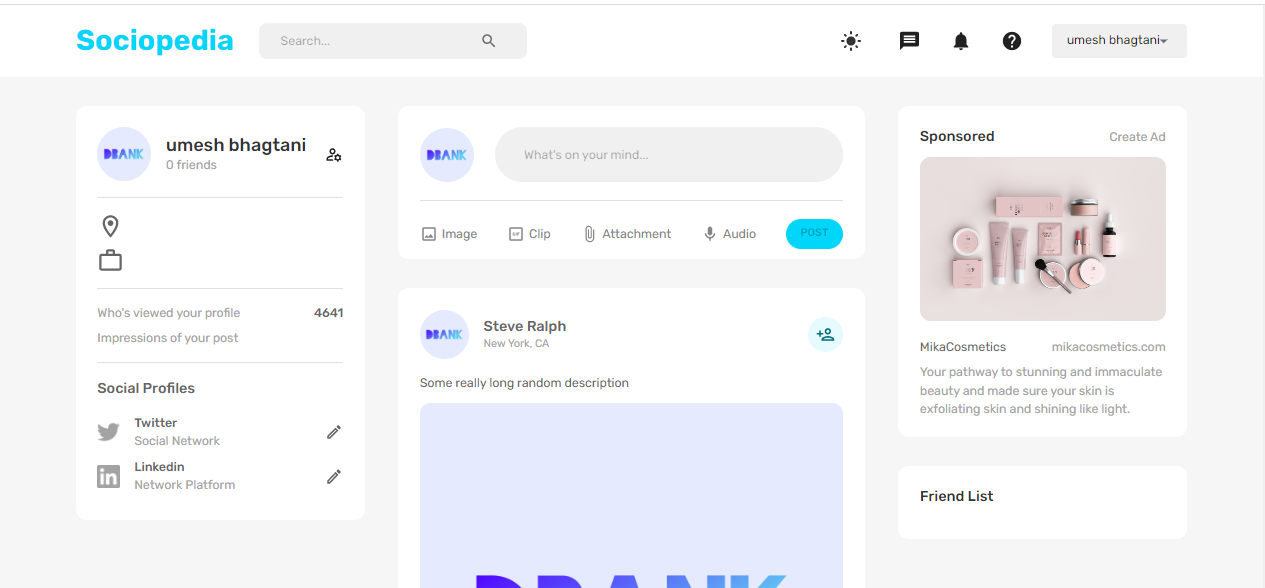 Sociopedia
Search...
umesh bhagtani
DBANK
umesh bhagtani
0 friends
Who's viewed your profile 4641
Impressions of your post
Social Profiles
Twitter
Social Network
Linkedin
Network Platform
DBANK
What's on your mind...
Image GIF Clip Attachment Audio POST
DBANK
Steve Ralph
New York, CA
Some really long random description
DBANK
Sponsored Create Ad
MikaCosmetics mikacosmetics.com
Your pathway to stunning and immaculate
beauty and made sure your skin is
exfoliating skin and shining like light.
Friend List